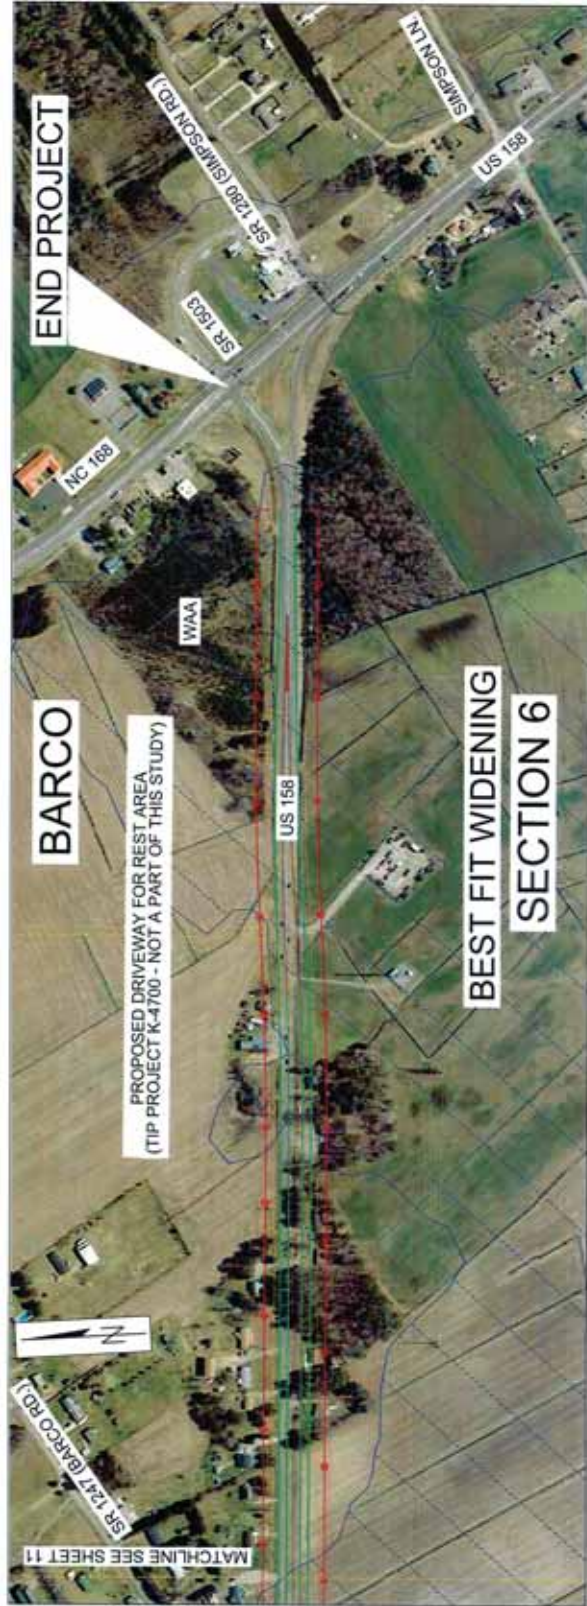 MATCHLINE SEE SHEET 11
SR 1247 (BARCO RD.)
N
BARCO
PROPOSED DRIVEWAY FOR REST AREA
(TIP PROJECT K-4700 - NOT A PART OF THIS STUDY)
WAA
US 158
NC 168
END PROJECT
SR 1503
SR 1280 (SIMPSON RD.)
SIMPSON LN.
US 158
BEST FIT WIDENING
SECTION 6